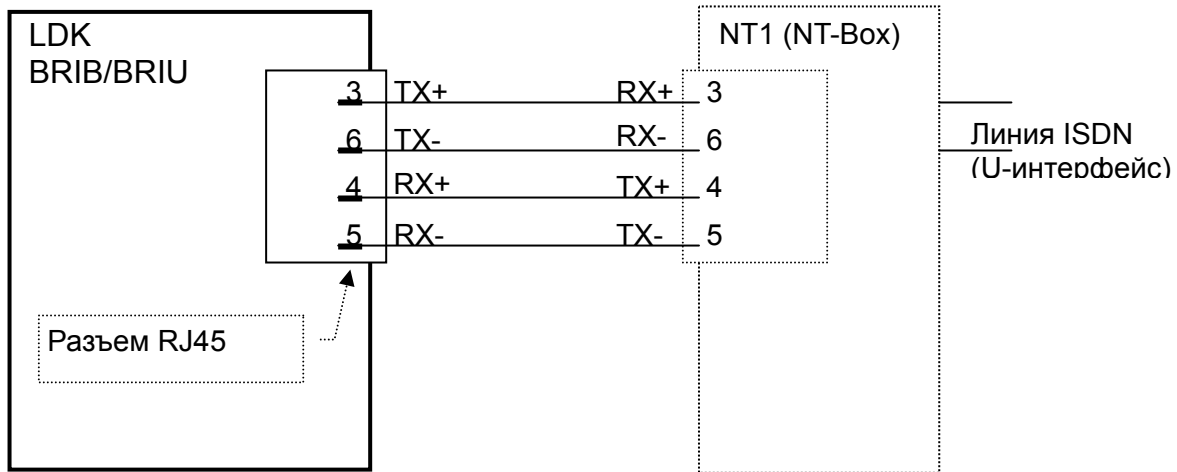 LDK
BRIB/BRIU
NT1 (NT-Box)
3 TX+ RX+ 3
6 TX- RX- 6
4 RX+ TX+ 4
5 RX- TX- 5
Линия ISDN
(U-интерфейс)
Разъем RJ45